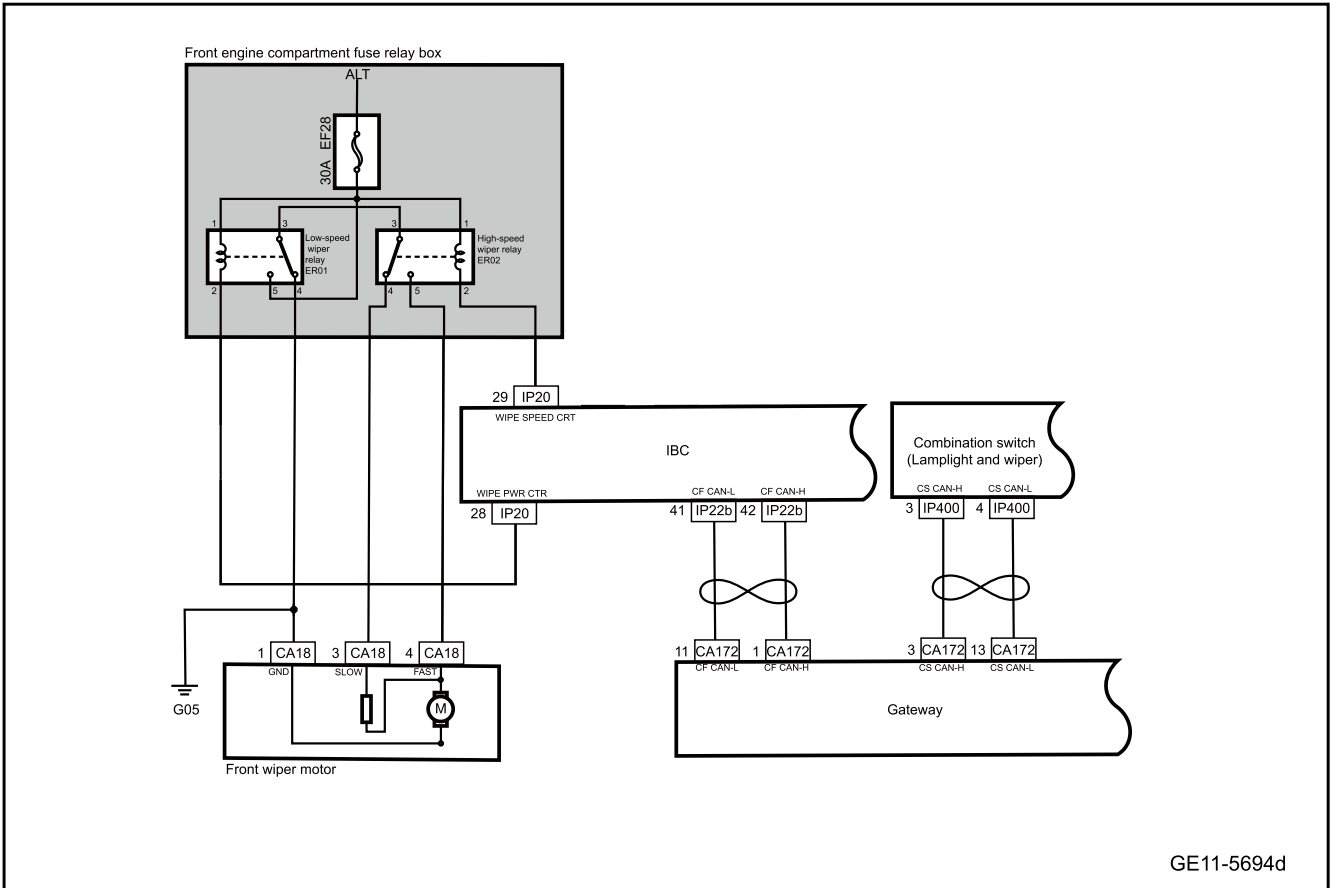 Front engine compartment fuse relay box
ALT
30A EF28
1
3
3
1
Low-speed
wiper
relay
ER01
High-speed
wiper relay
ER02
2
5
4
4
5
2
29 IP20
WIPE SPEED CRT
IBC
WIPE PWR CTR
CF CAN-L
CF CAN-H
28 IP20
41 IP22b
42 IP22b
Combination switch
(Lamplight and wiper)
CS CAN-H
CS CAN-L
3 IP400
4 IP400
1 CA18
3 CA18
4 CA18
GND
SLOW
FAST
M
G05
Front wiper motor
11 CA172
1 CA172
3 CA172
13 CA172
CF CAN-L
CF CAN-H
CS CAN-H
CS CAN-L
Gateway
GE11-5694d